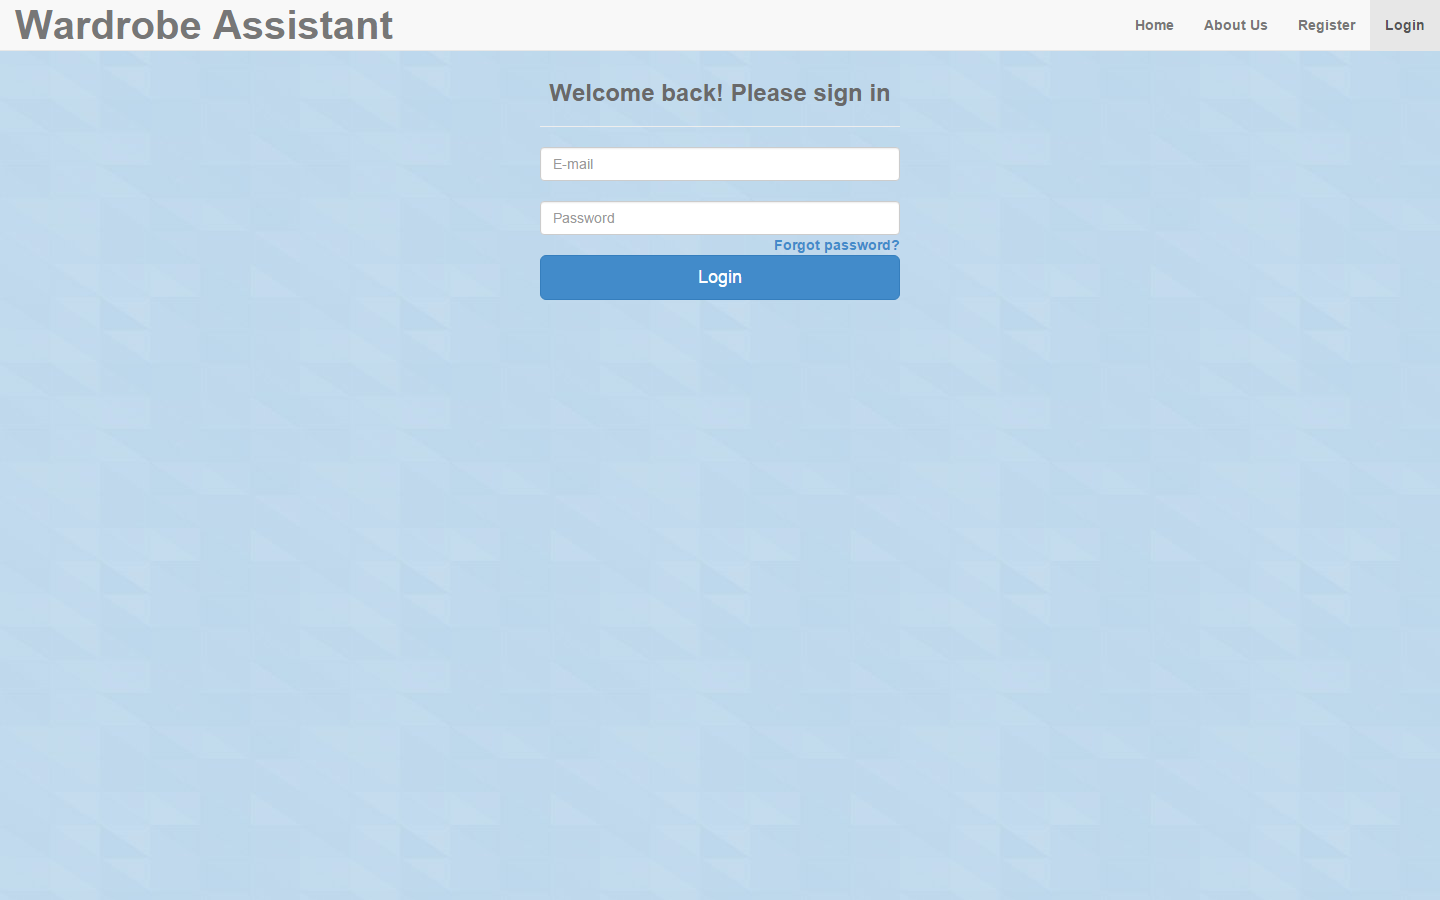 Wardrobe Assistant
Home About Us Register Login
Welcome back! Please sign in
E-mail
Password
Forgot password?
Login